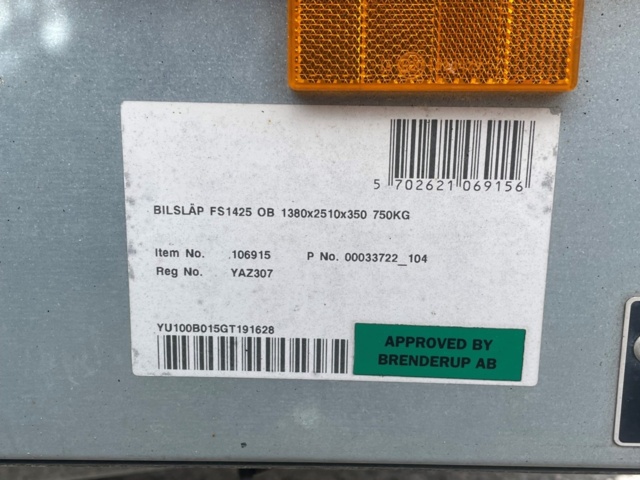 5 702621 069156
BILSLÄP FS1425 OB 1380x2510x350 750KG
Item No. .106915 P No. 00033722_104
Reg No. YAZ307
YU100B015GT191628
APPROVED BY
BRENDERUP AB